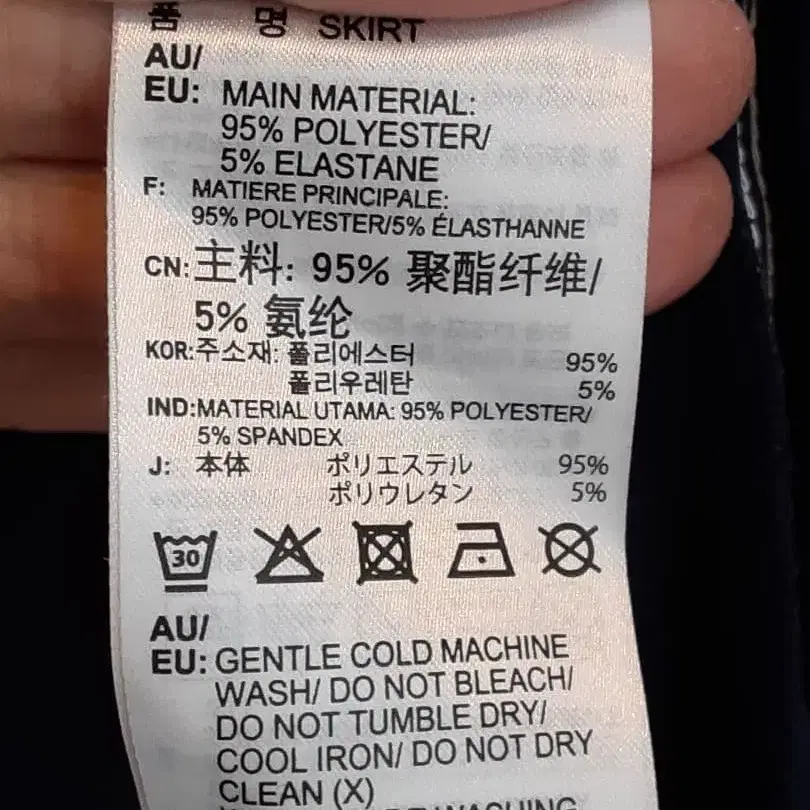 품 명 SKIRT
AU/
EU: MAIN MATERIAL:
95% POLYESTER/
5% ELASTANE
F: MATIERE PRINCIPALE:
95% POLYESTER/5% ÉLASTHANNE
CN: 主料: 95% 聚酯纤维/
5% 氨纶
KOR: 주소재: 폴리에스터 95%
폴리우레탄 5%
IND: MATERIAL UTAMA: 95% POLYESTER/
5% SPANDEX
J: 本体 ポリエステル 95%
ポリウレタン 5%
30
AU/
EU: GENTLE COLD MACHINE
WASH/ DO NOT BLEACH/
DO NOT TUMBLE DRY/
COOL IRON/ DO NOT DRY
CLEAN (X)
WASHING